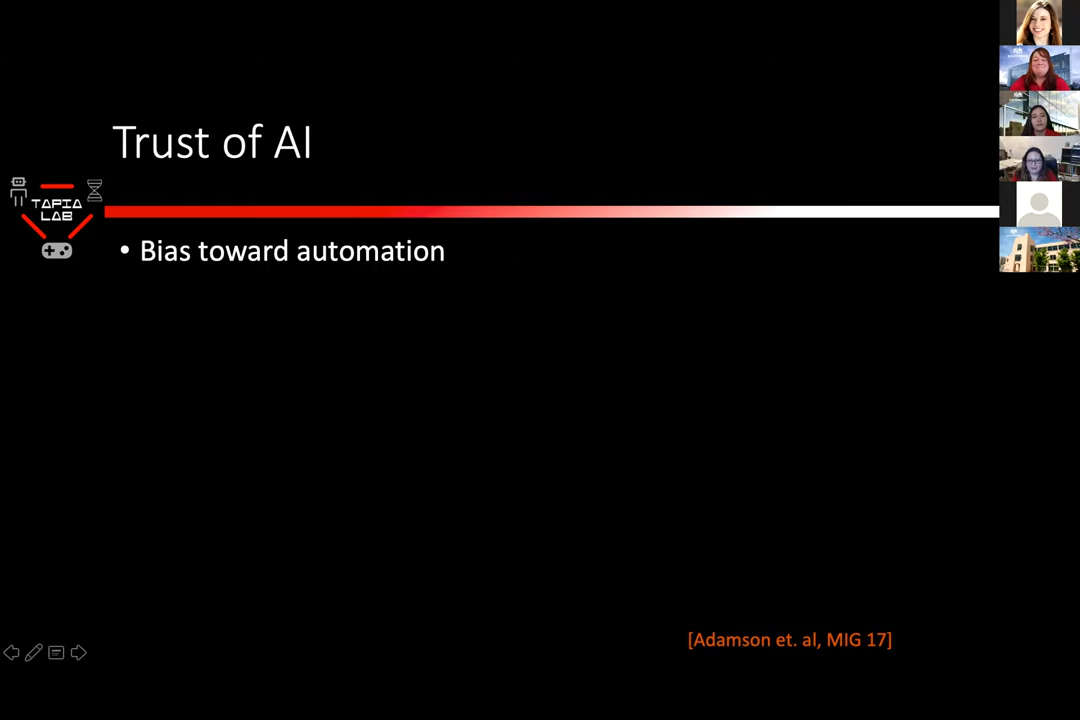 Trust of AI
TAPIA
LAB
• Bias toward automation
[Adamson et. al, MIG 17]